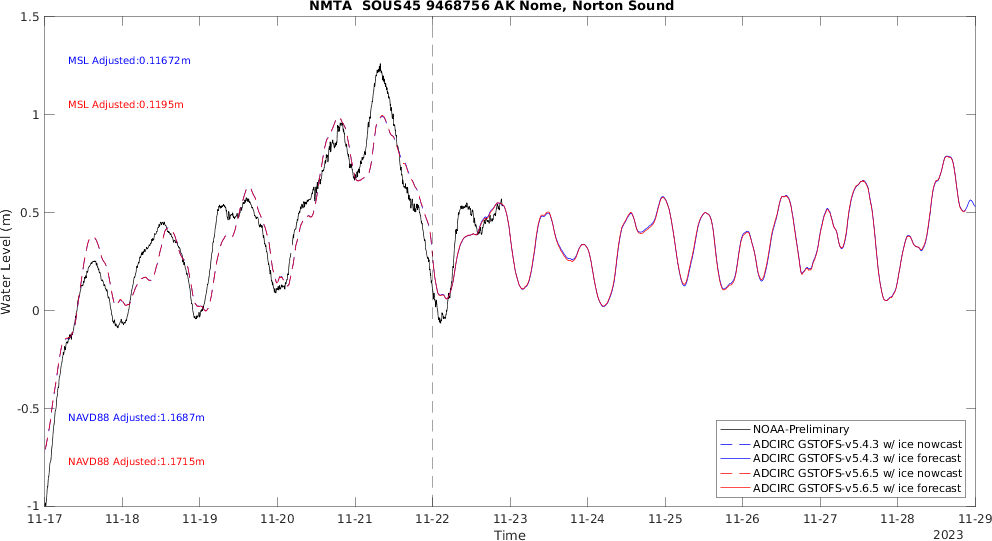 NMTA SOUS45 9468756 AK Nome, Norton Sound
1.5
1
0.5
0
-0.5
-1
Water Level (m)
MSL Adjusted:0.11672m
MSL Adjusted:0.1195m
NAVD88 Adjusted:1.1687m
NAVD88 Adjusted:1.1715m
NOAA-Preliminary
ADCIRC GSTOFS-v5.4.3 w/ ice nowcast
ADCIRC GSTOFS-v5.4.3 w/ ice forecast
ADCIRC GSTOFS-v5.6.5 w/ ice nowcast
ADCIRC GSTOFS-v5.6.5 w/ ice forecast
11-17 11-18 11-19 11-20 11-21 11-22 11-23 11-24 11-25 11-26 11-27 11-28 11-29
Time
2023